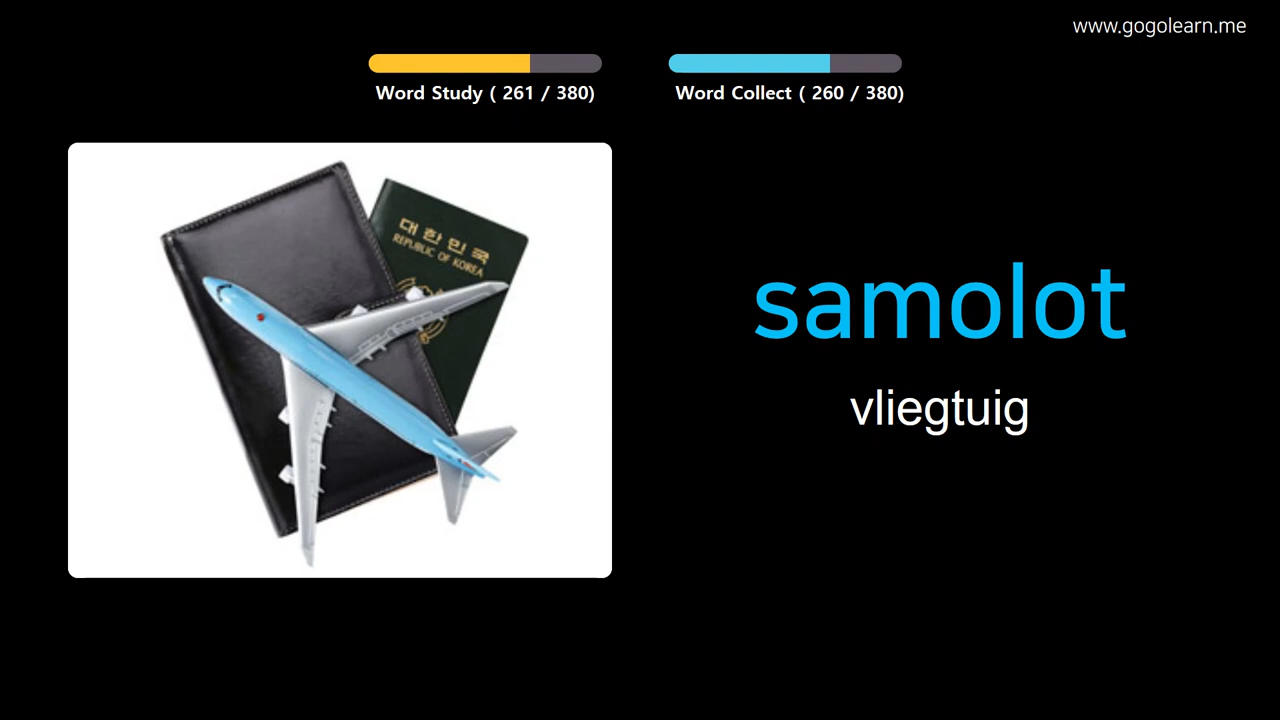 www.gogolearn.me
Word Study ( 261 / 380)
Word Collect ( 260 / 380)
대한민국
REPUBLIC OF KOREA
samolot
vliegtuig